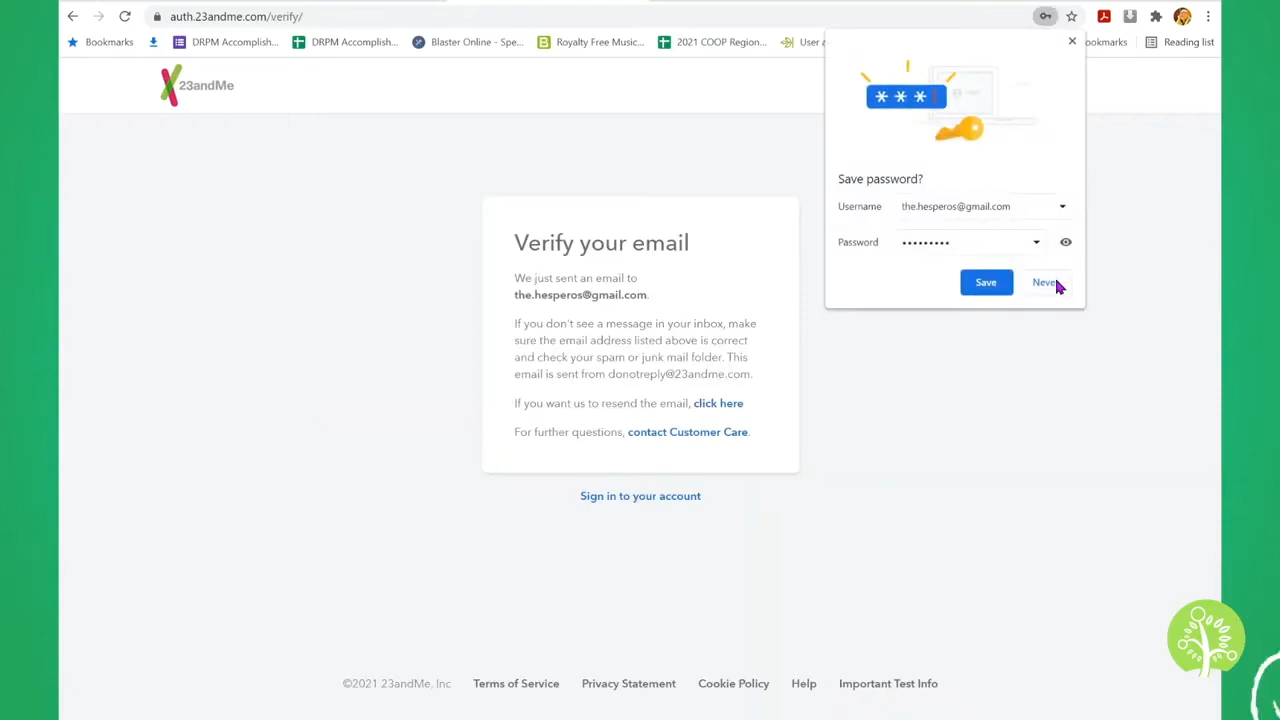 auth.23andme.com/verify/
Bookmarks
DRPM Accomplish...
DRPM Accomplish...
Blaster Online - Spe...
Royalty Free Music...
2021 COOP Region...
User a
ookmarks
Reading list
23andMe
Save password?
Username the.hesperos@gmail.com
Password •••••••••
Save Neve
Verify your email
We just sent an email to
the.hesperos@gmail.com.
If you don't see a message in your inbox, make
sure the email address listed above is correct
and check your spam or junk mail folder. This
email is sent from donotreply@23andme.com.
If you want us to resend the email, click here
For further questions, contact Customer Care.
Sign in to your account
©2021 23andMe, Inc Terms of Service Privacy Statement Cookie Policy Help Important Test Info